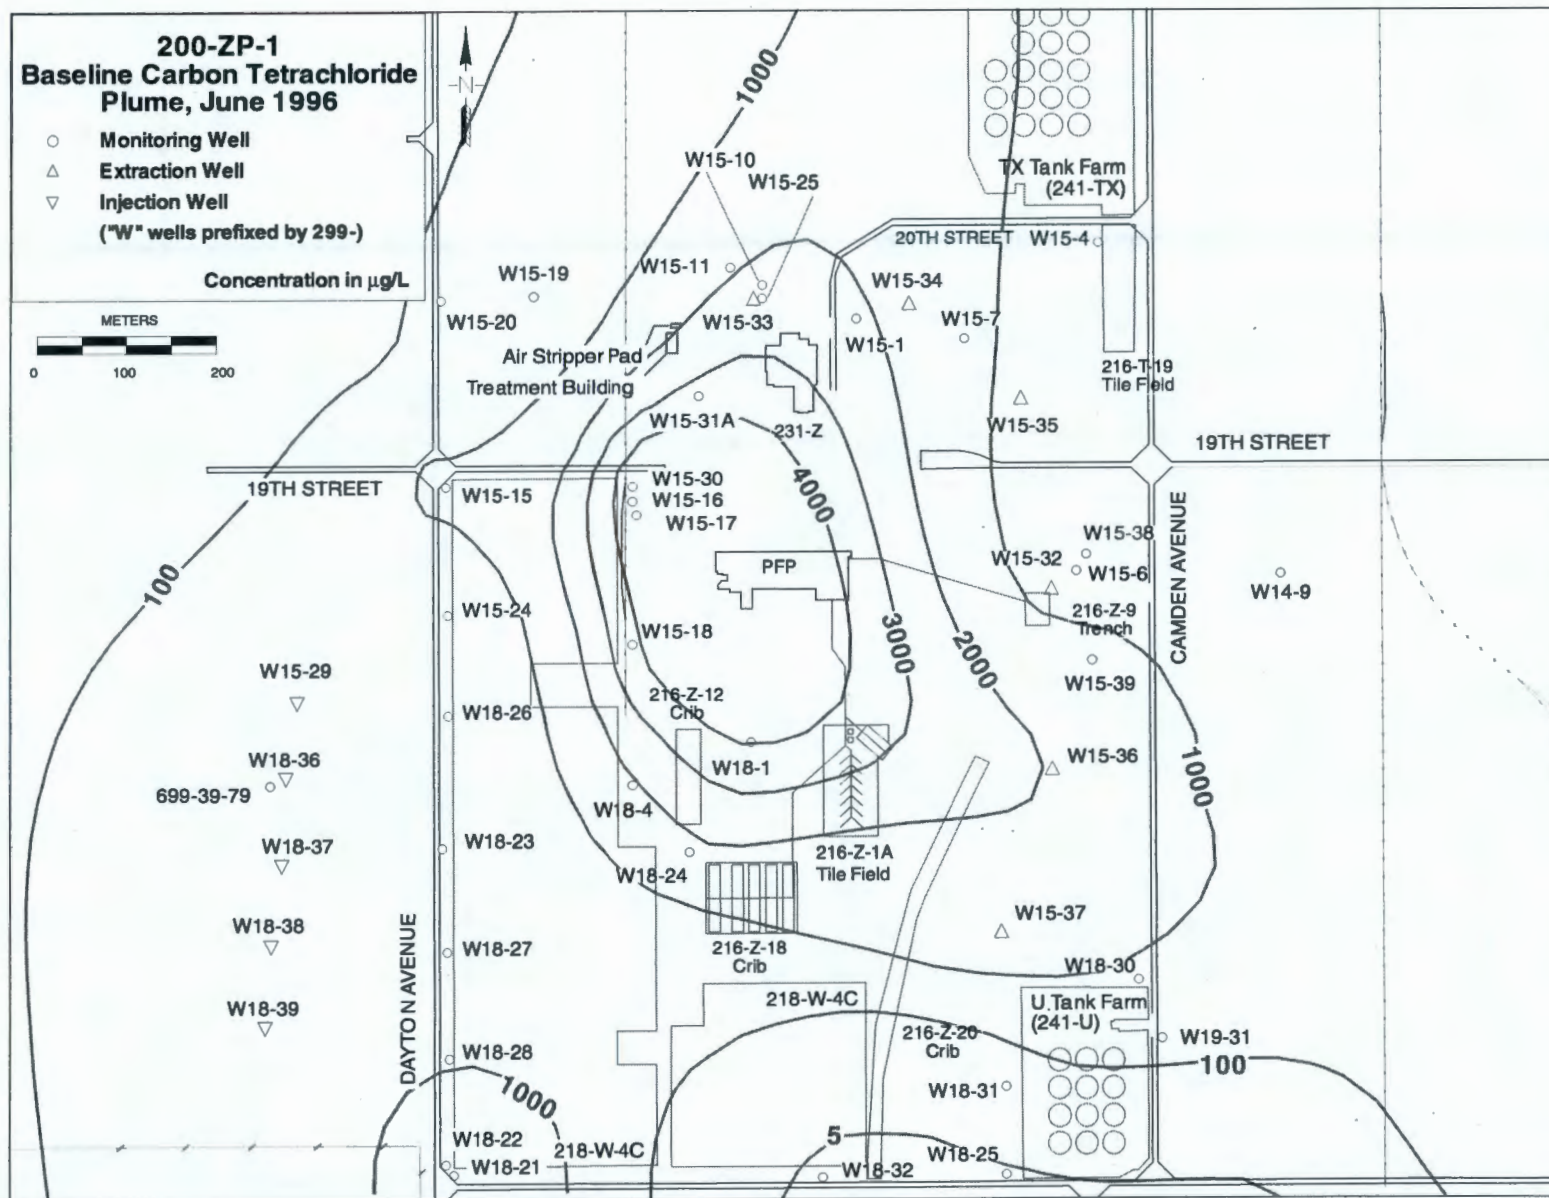 200-ZP-1
Baseline Carbon Tetrachloride
Plume, June 1996
Monitoring Well
Extraction Well
Injection Well
("W" wells prefixed by 299-)
Concentration in µg/L
METERS
0 100 200
N
1000
W15-10
W15-25
TX Tank Farm
(241-TX)
20TH STREET
W15-4
W15-19
W15-11
W15-34
W15-20
W15-33
W15-7
W15-1
Air Stripper Pad
Treatment Building
216-T-19
Tile Field
W15-31A
231-Z
W15-35
19TH STREET
19TH STREET
W15-15
W15-30
W15-16
W15-17
4000
CAMDEN AVENUE
W15-38
W15-32
W15-6
PFP
W14-9
100
W15-24
216-Z-9
Trench
W15-18
3000
2000
W15-29
W15-39
216-Z-12
Crib
W18-26
W18-36
W18-1
W15-36
1000
699-39-79
W18-4
W18-37
W18-23
216-Z-1A
Tile Field
W18-24
W18-38
W15-37
DAYTON AVENUE
W18-27
216-Z-18
Crib
W18-30
W18-39
218-W-4C
U Tank Farm
(241-U)
216-Z-20
Crib
W19-31
W18-28
100
1000
W18-31
5
W18-22
218-W-4C
W18-21
W18-32
W18-25